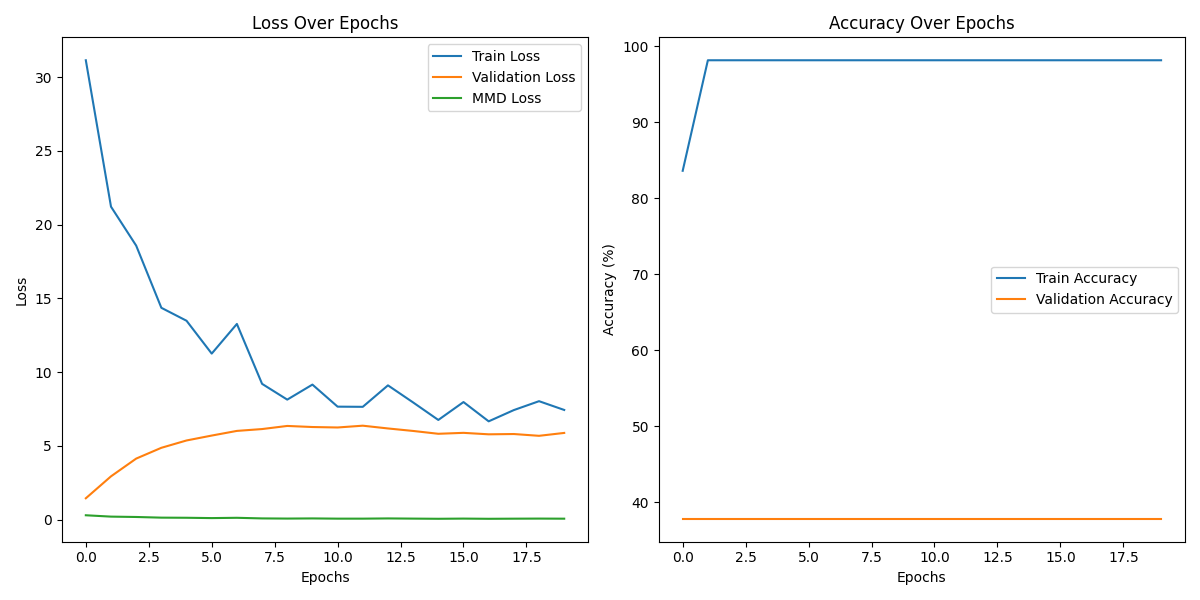 Loss Over Epochs
Train Loss
Validation Loss
MMD Loss
30
25
20
15
10
5
0
Loss
0.0 2.5 5.0 7.5 10.0 12.5 15.0 17.5
Epochs
Accuracy Over Epochs
100
90
80
70
60
50
40
Accuracy (%)
Train Accuracy
Validation Accuracy
0.0 2.5 5.0 7.5 10.0 12.5 15.0 17.5
Epochs